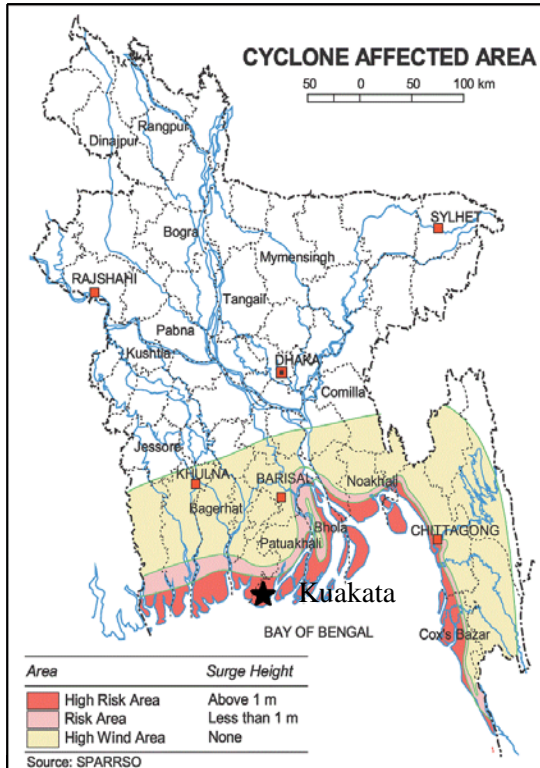 CYCLONE AFFECTED AREA
50 0 50 100 km
Rangpur
Dinajpur
SYLHET
Bogra
Mymensingh
RAJSHAHI
Tangail
Pabna
Kushtia
DHAKA
Comilla
Jessore
KHULNA
BARISAL
Noakhali
Bagerhat
Bhola
CHITTAGONG
Patuakhali
Kuakata
BAY OF BENGAL
Cox's Bazar
Area Surge Height
High Risk Area Above 1 m
Risk Area Less than 1 m
High Wind Area None
Source: SPARRSO